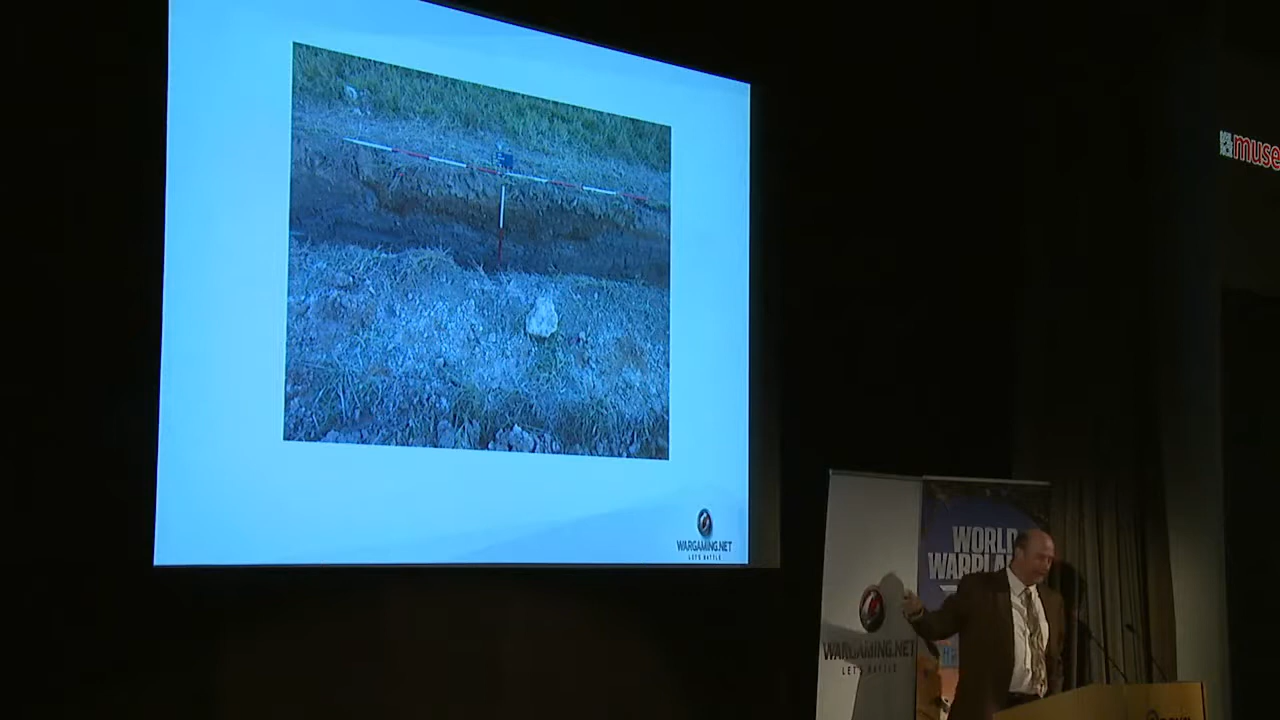 muse
WARGAMING.NET
LET'S BATTLE
WORLD
WARPLA
WARGAMING.NET
LET'S BATTLE